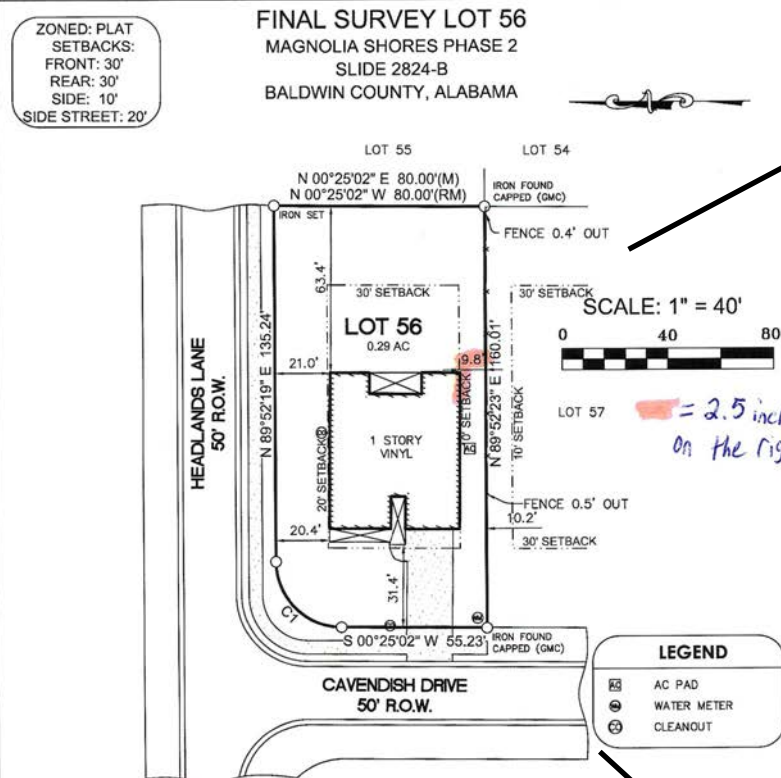 FINAL SURVEY LOT 56
MAGNOLIA SHORES PHASE 2
SLIDE 2824-B
BALDWIN COUNTY, ALABAMA
ZONED: PLAT
SETBACKS:
FRONT: 30'
REAR: 30'
SIDE: 10'
SIDE STREET: 20'
LOT 55
LOT 54
N 00°25'02" E 80.00'(M)
N 00°25'02" W 80.00'(RM)
IRON FOUND
CAPPED (GMC)
IRON SET
FENCE 0.4' OUT
63.4'
30' SETBACK
30' SETBACK
SCALE: 1" = 40'
0 40 80
LOT 56
0.29 AC
N 89°52'19" E 135.24'
N 89°52'23" E 160.01'
21.0'
9.8'
HEADLANDS LANE
50' R.O.W.
LOT 57
= 2.5 inc
on the rig
10' SETBACK
0' SETBACK
1 STORY
VINYL
AC
20' SETBACK
FENCE 0.5' OUT
10.2'
20.4'
30' SETBACK
31.4'
C1
S 00°25'02" W 55.23'
IRON FOUND
CAPPED (GMC)
CAVENDISH DRIVE
50' R.O.W.
LEGEND
AC AC PAD
WATER METER
CLEANOUT